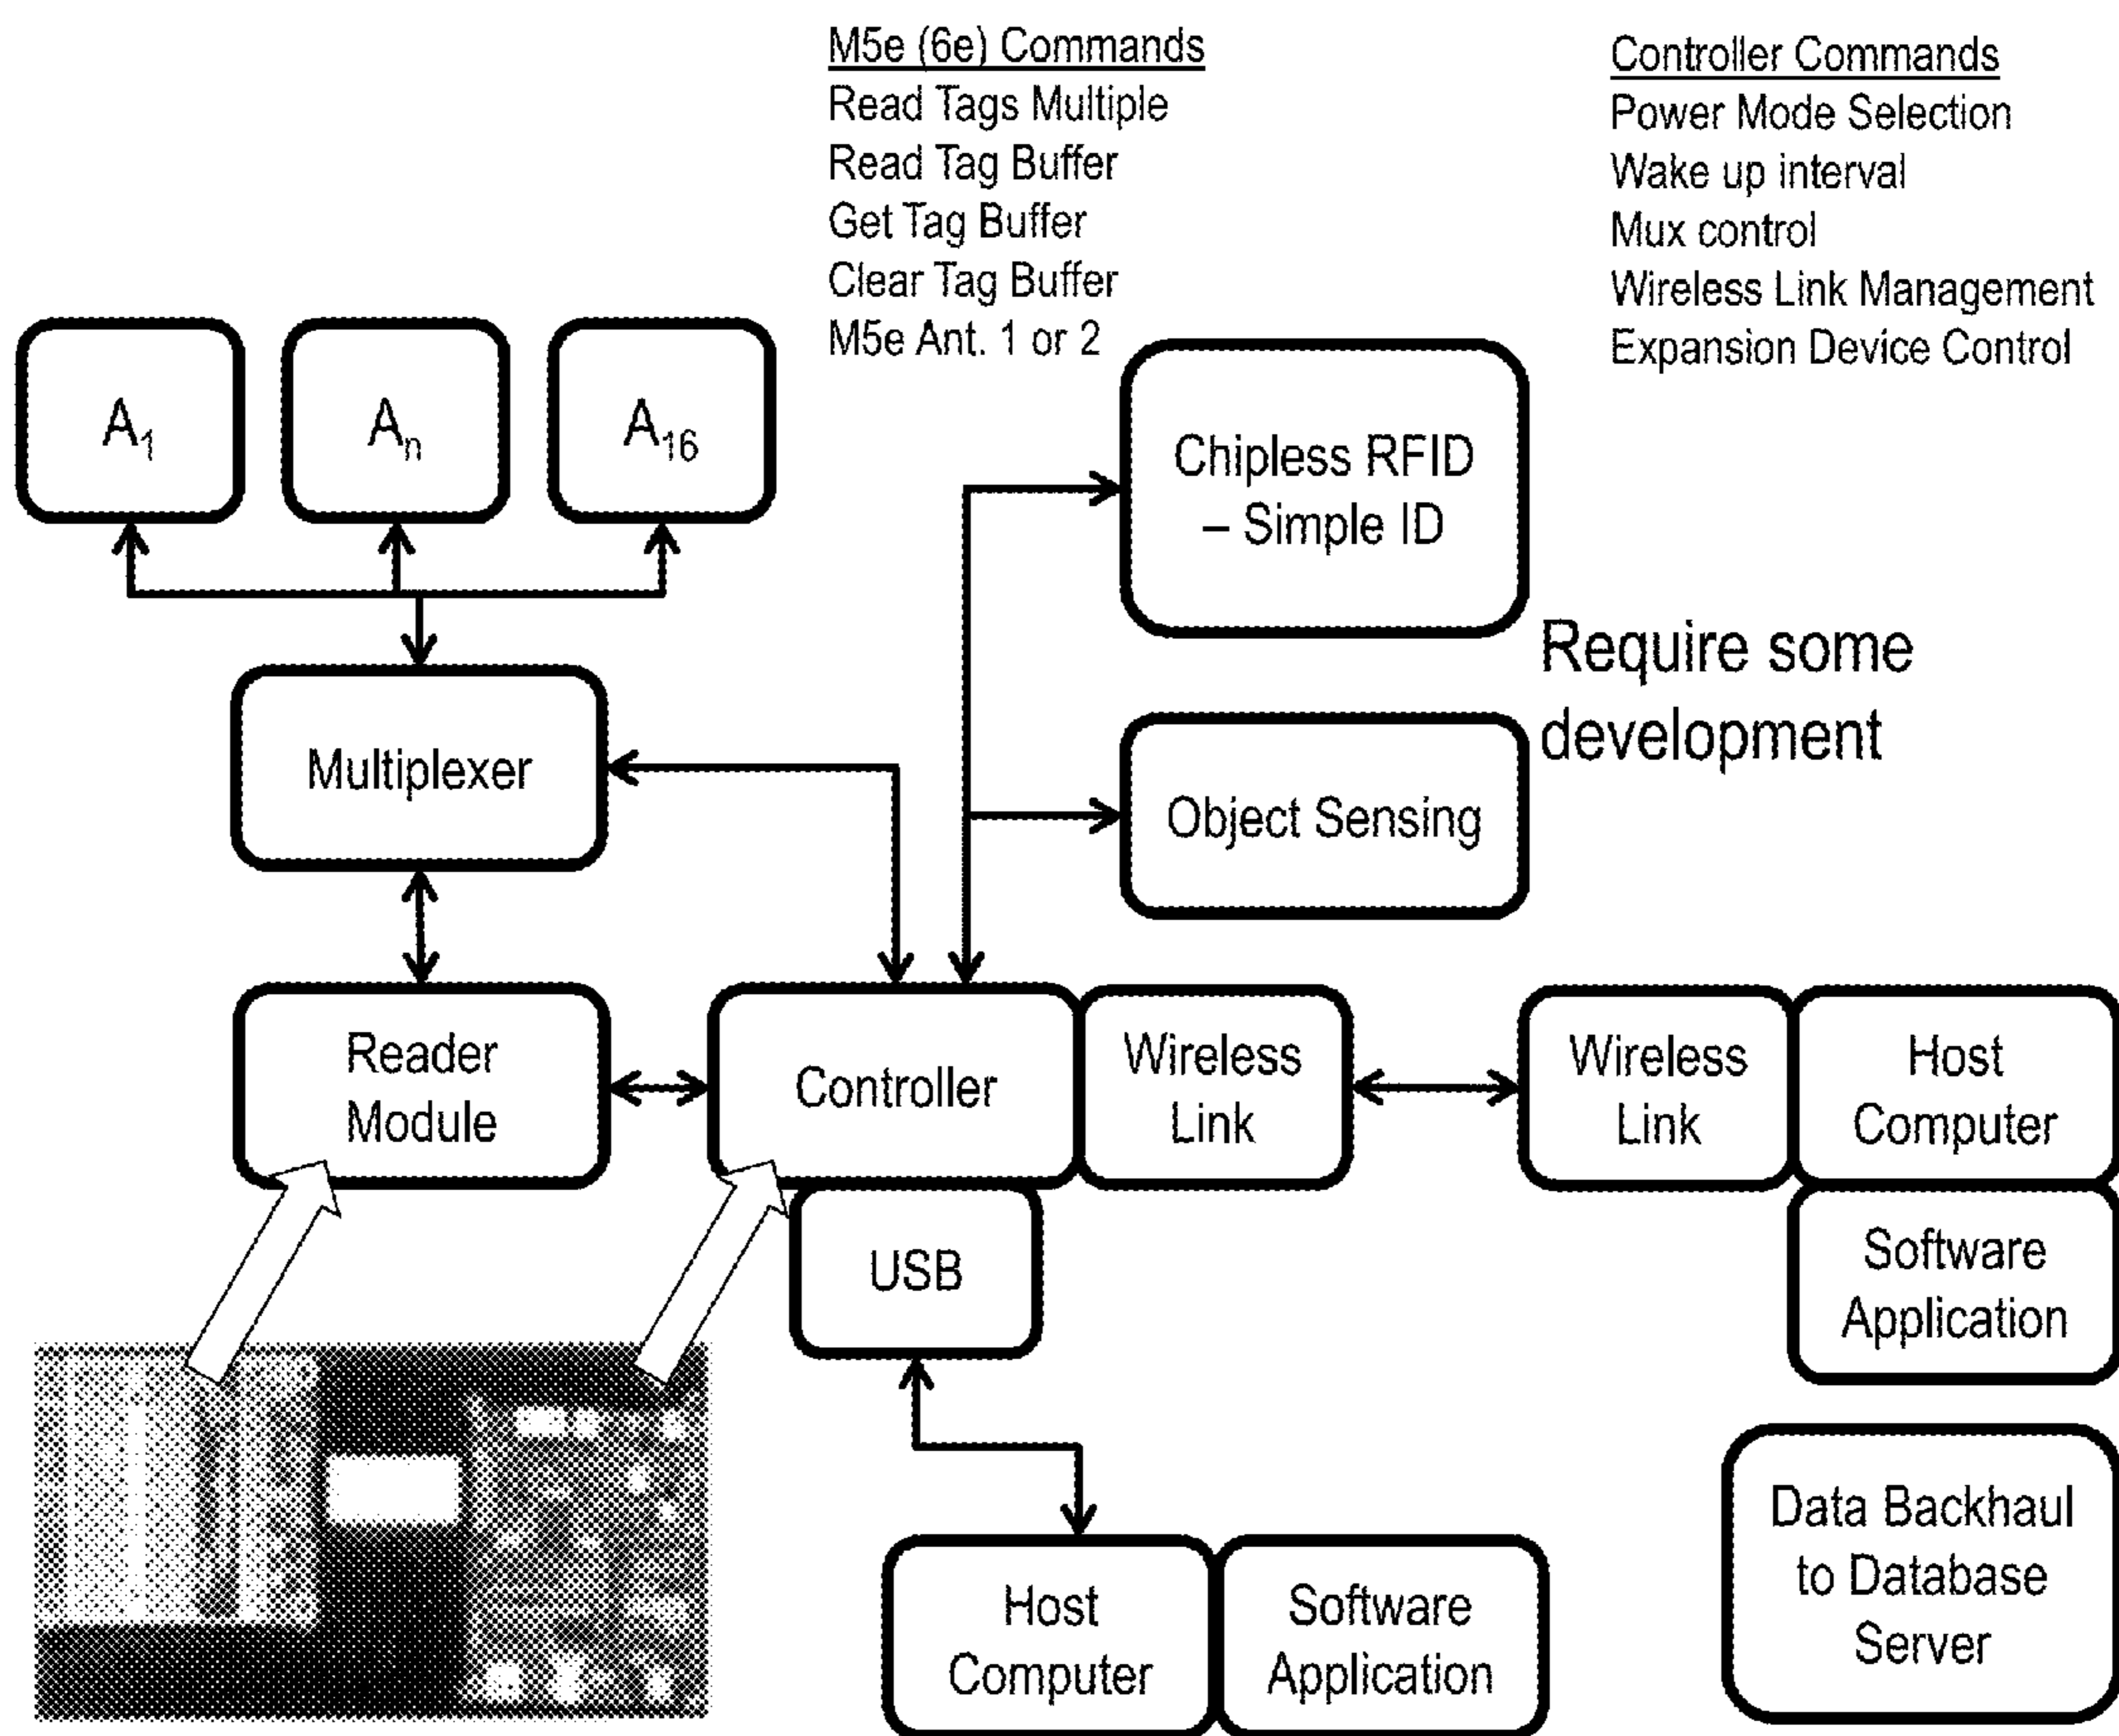 M5e (6e) Commands
Read Tags Multiple
Read Tag Buffer
Get Tag Buffer
Clear Tag Buffer
M5e Ant. 1 or 2
Controller Commands
Power Mode Selection
Wake up interval
Mux control
Wireless Link Management
Expansion Device Control
A1
An
A16
Chipless RFID
– Simple ID
Require some
development
Multiplexer
Object Sensing
Reader
Module
Controller
Wireless
Link
Wireless
Link
Host
Computer
USB
Software
Application
Host
Computer
Software
Application
Data Backhaul
to Database
Server